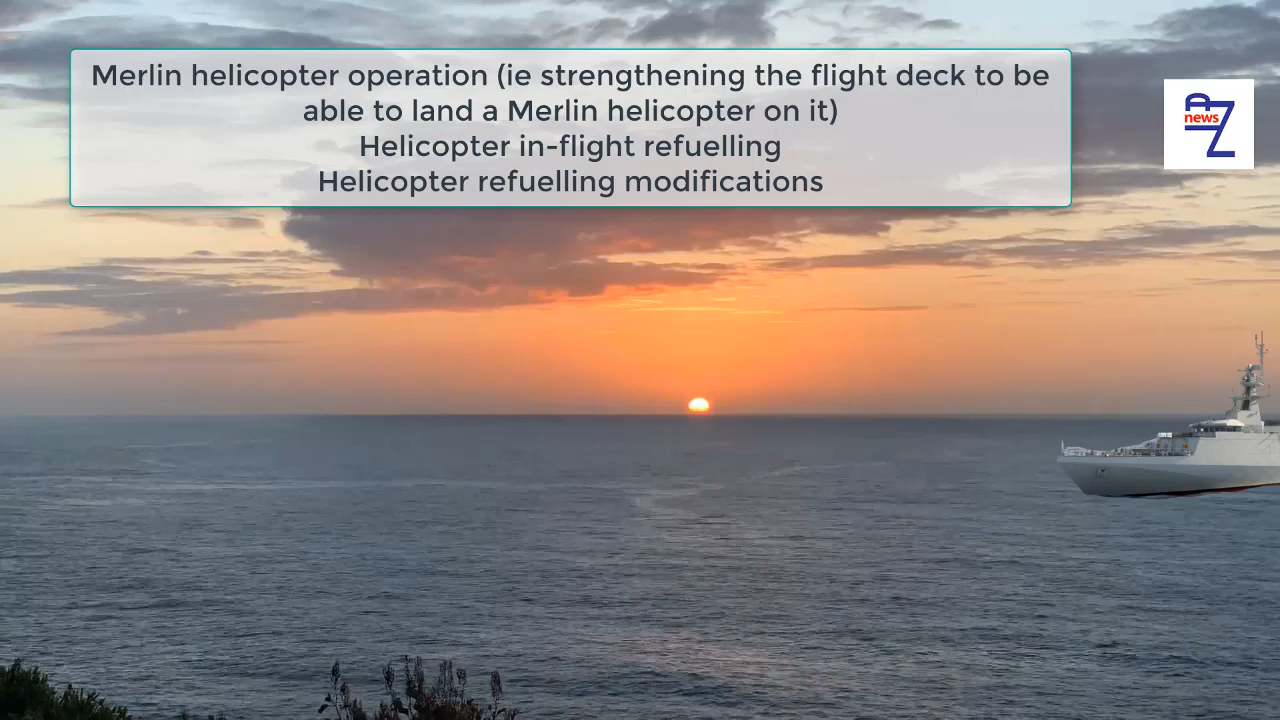 Merlin helicopter operation (ie strengthening the flight deck to be
able to land a Merlin helicopter on it)
Helicopter in-flight refuelling
Helicopter refuelling modifications
A
news
Z